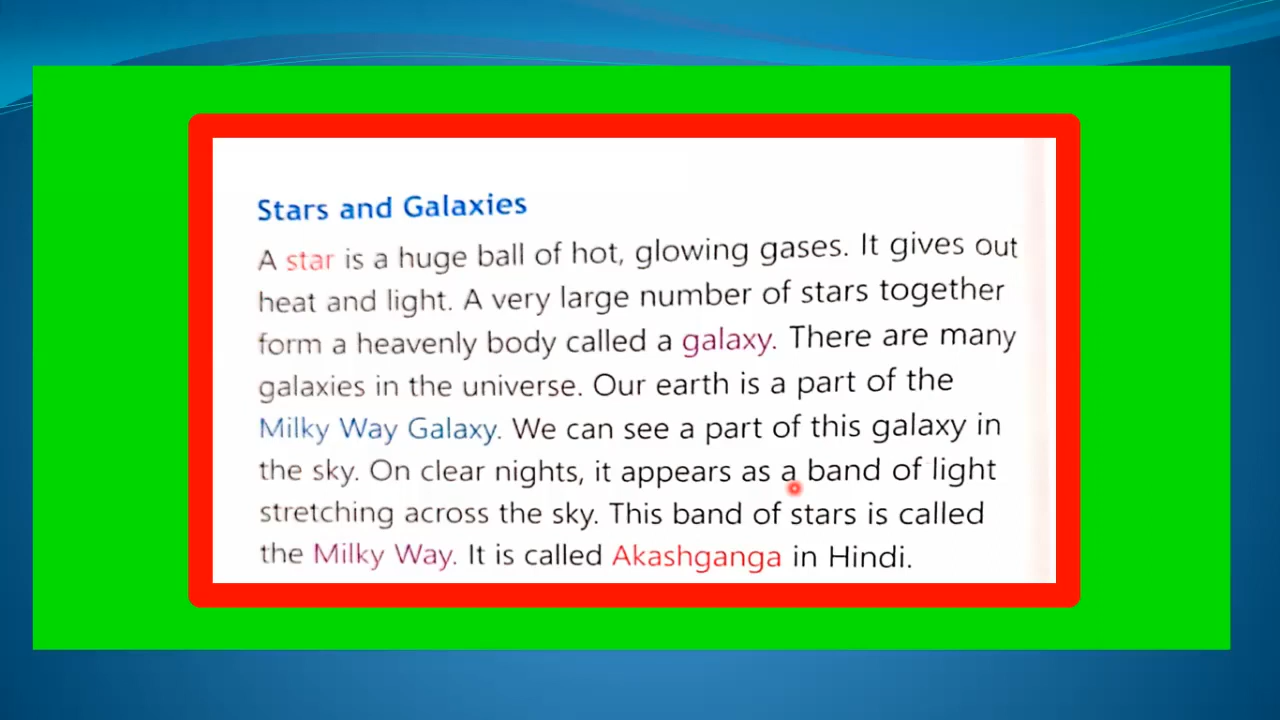 Stars and Galaxies
A star is a huge ball of hot, glowing gases. It gives out
heat and light. A very large number of stars together
form a heavenly body called a galaxy. There are many
galaxies in the universe. Our earth is a part of the
Milky Way Galaxy. We can see a part of this galaxy in
the sky. On clear nights, it appears as a band of light
stretching across the sky. This band of stars is called
the Milky Way. It is called Akashganga in Hindi.